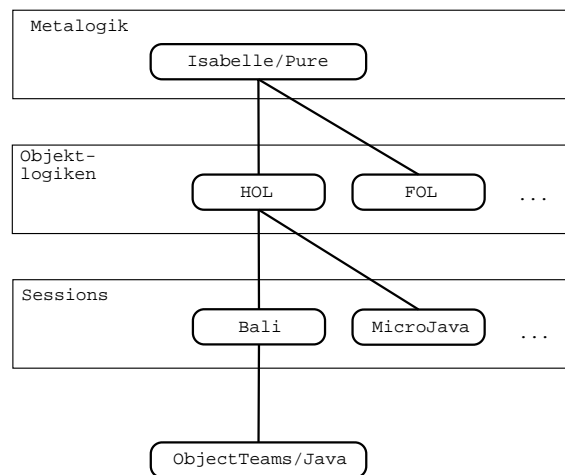 Metalogik
Isabelle/Pure
Objekt-
logiken
HOL
FOL
...
Sessions
Bali
MicroJava
...
ObjectTeams/Java